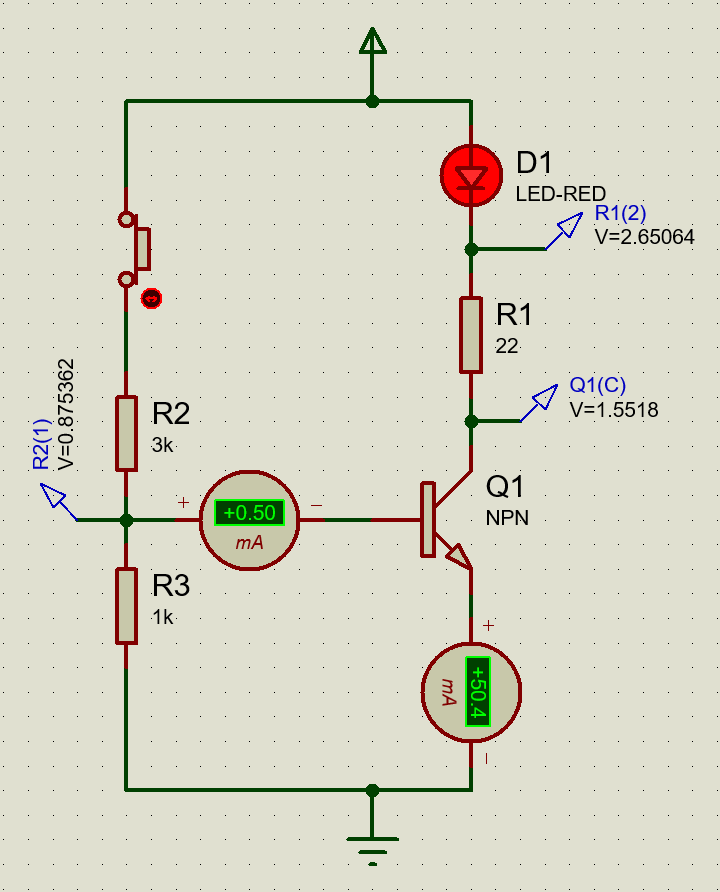 D1
LED-RED
R1(2)
V=2.65064
R1
22
Q1(C)
V=1.5518
R2(1)
V=0.875362
R2
3k
+
+0.50
mA
−
Q1
NPN
R3
1k
+
+50.4
mA
−